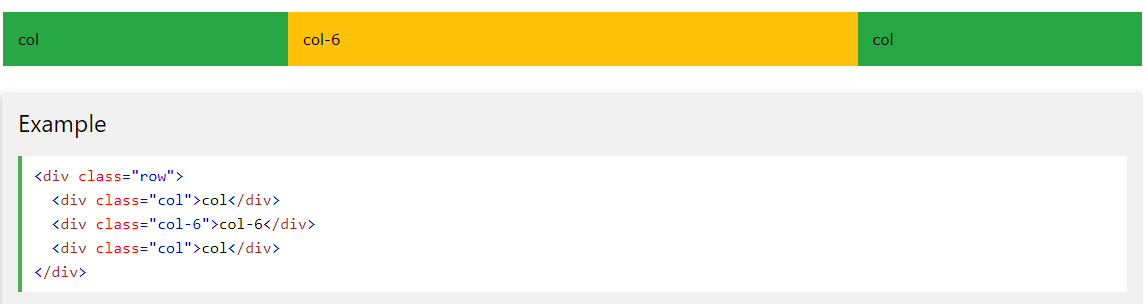 col col-6 col
Example
<div class="row">
  <div class="col">col</div>
  <div class="col-6">col-6</div>
  <div class="col">col</div>
</div>